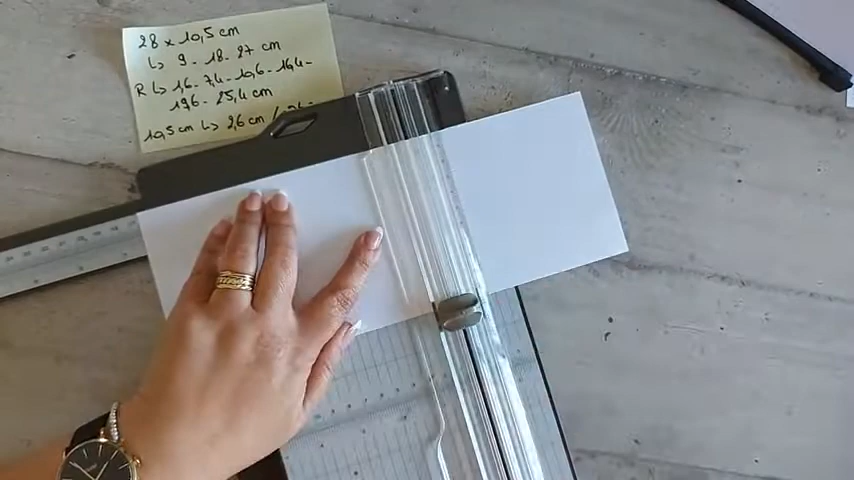 28 x 10,5 cm
↳ 9 - 18 - 27 cm
R↳ 1,6 - 7,4 - 10,6 - 16,4 -
19,6 - 25,4 cm
10,5 cm ↳ 2,6 cm /